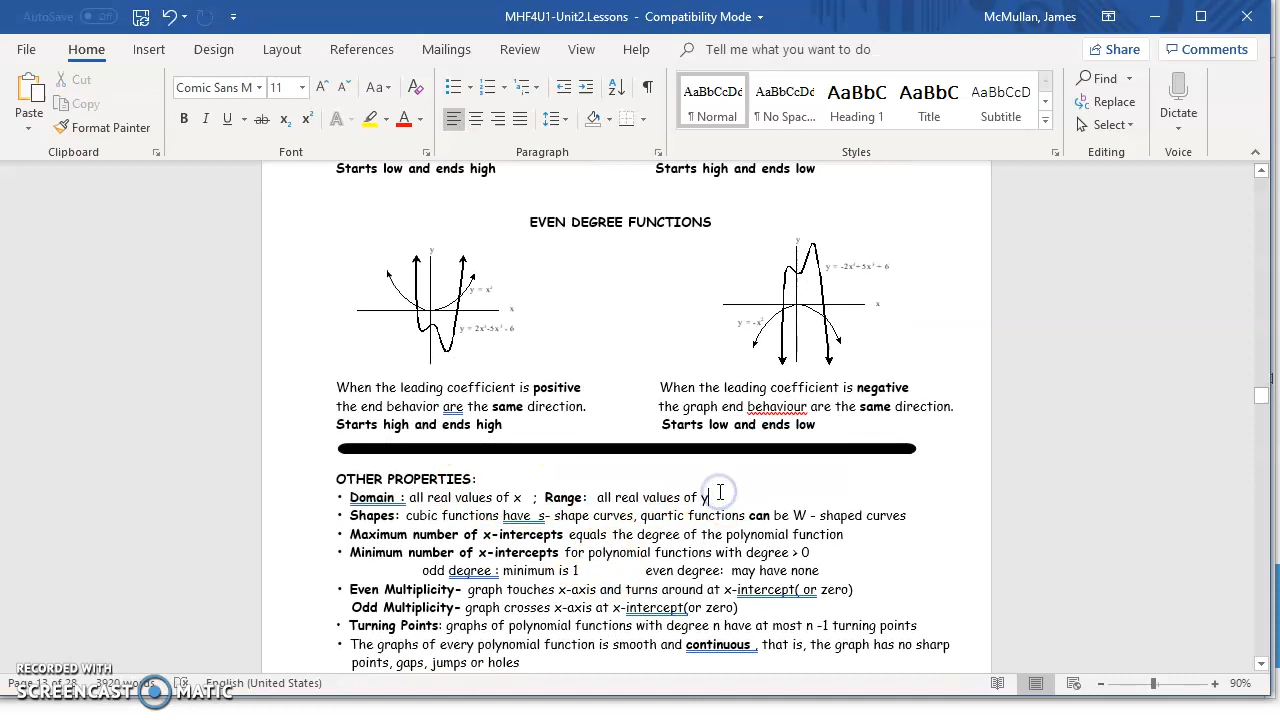 AutoSave Off
MHF4U1-Unit2.Lessons - Compatibility Mode
McMullan, James
File Home Insert Design Layout References Mailings Review View Help Tell me what you want to do Share Comments
Paste
Cut
Copy
Format Painter
Clipboard
Comic Sans M 11
Font
Paragraph
AaBbCcDd ¶ Normal
AaBbCcDd ¶ No Spac...
AaBbCc Heading 1
AaBbCc Title
AaBbCcD Subtitle
Styles
Find
Replace
Select
Editing
Dictate
Voice
Starts low and ends high
Starts high and ends low
EVEN DEGREE FUNCTIONS
y
y = x²
x
y
x
y = -x²
When the leading coefficient is positive
the end behavior are the same direction.
Starts high and ends high
When the leading coefficient is negative
the graph end behaviour are the same direction.
Starts low and ends low
OTHER PROPERTIES:
• Domain : all real values of x ; Range: all real values of y
• Shapes: cubic functions have s- shape curves, quartic functions can be W - shaped curves
• Maximum number of x-intercepts equals the degree of the polynomial function
• Minimum number of x-intercepts for polynomial functions with degree > 0
odd degree : minimum is 1 even degree: may have none
• Even Multiplicity- graph touches x-axis and turns around at x-intercept( or zero)
Odd Multiplicity- graph crosses x-axis at x-intercept(or zero)
• Turning Points: graphs of polynomial functions with degree n have at most n -1 turning points
• The graphs of every polynomial function is smooth and continuous , that is, the graph has no sharp
points, gaps, jumps or holes
RECORDED WITH
SCREENCAST MATIC
Page 13 of 28 3920 words English (United States) 90%